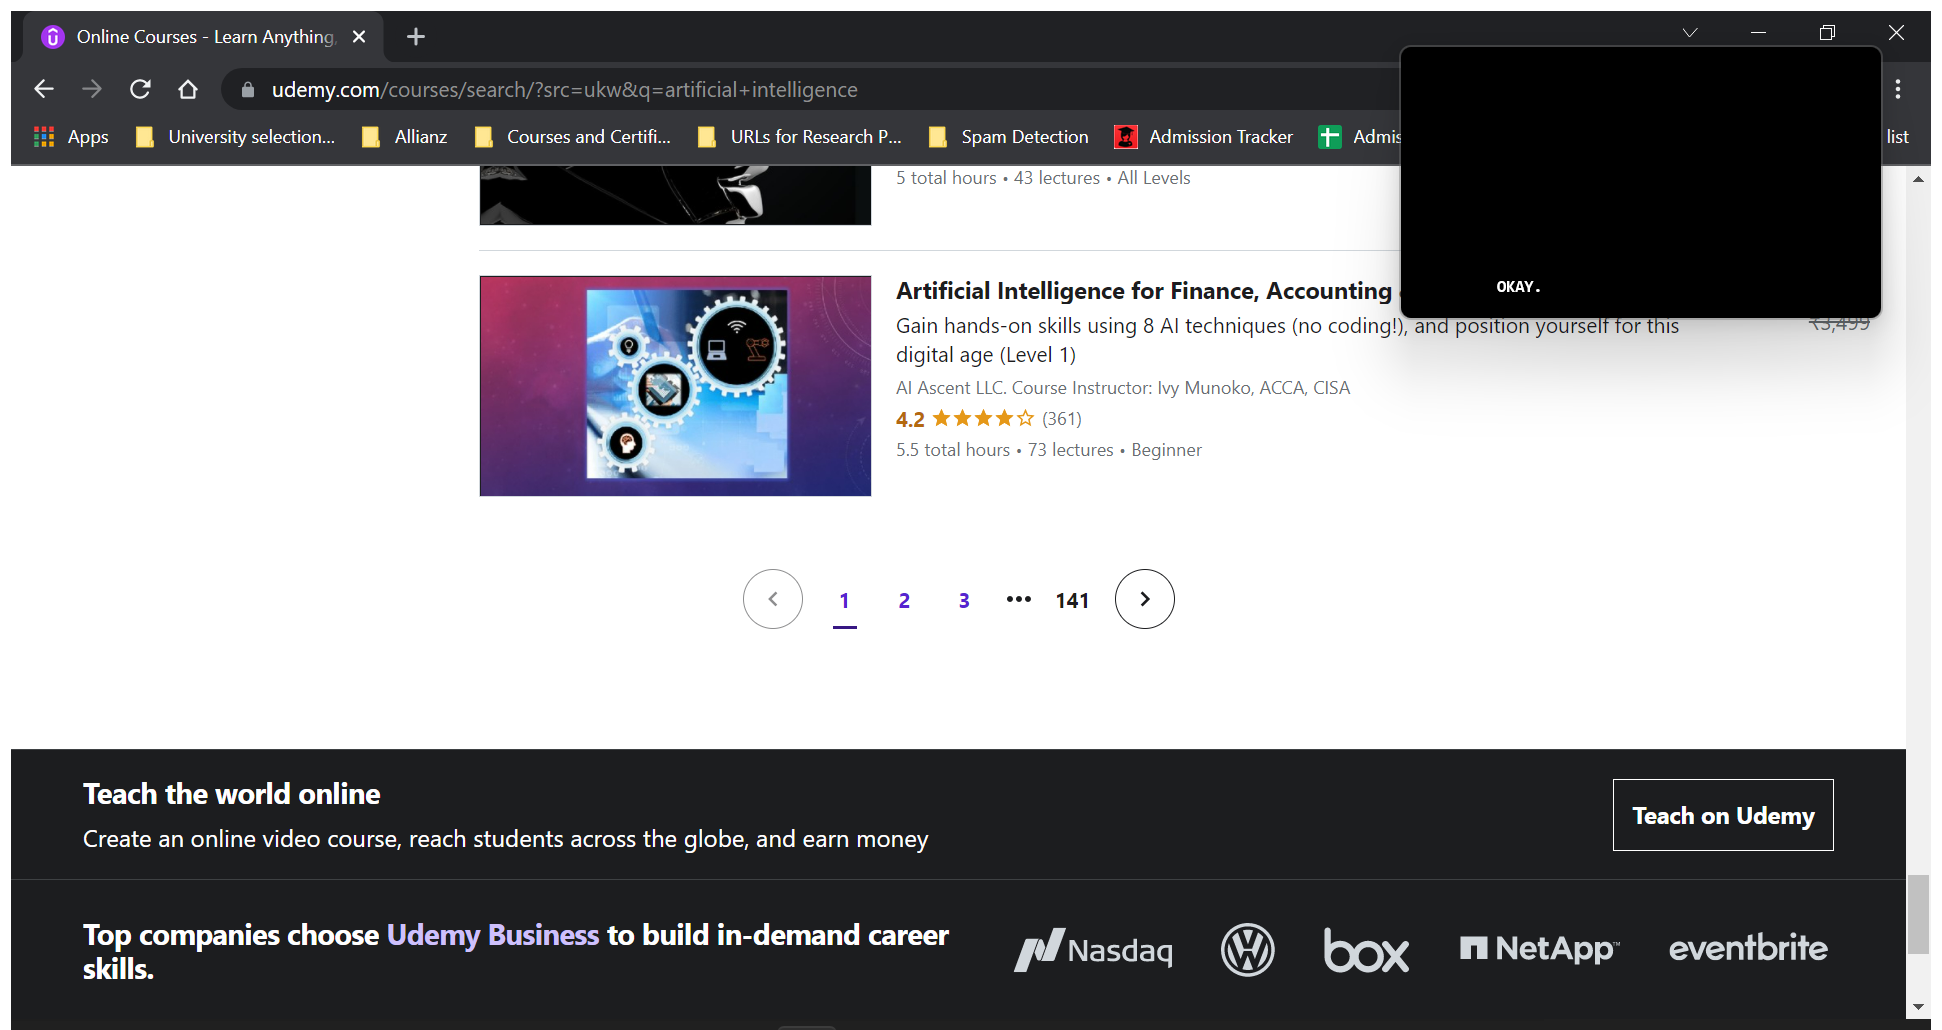 Online Courses - Learn Anything,
udemy.com/courses/search/?src=ukw&q=artificial+intelligence
Apps University selection... Allianz Courses and Certifi... URLs for Research P... Spam Detection Admission Tracker Admis list
5 total hours • 43 lectures • All Levels
OKAY.
Artificial Intelligence for Finance, Accounting
Gain hands-on skills using 8 AI techniques (no coding!), and position yourself for this
₹3,499
digital age (Level 1)
AI Ascent LLC. Course Instructor: Ivy Munoko, ACCA, CISA
4.2 (361)
5.5 total hours • 73 lectures • Beginner
1 2 3 ••• 141
Teach the world online
Create an online video course, reach students across the globe, and earn money
Teach on Udemy
Top companies choose Udemy Business to build in-demand career
skills.
Nasdaq
box
NetApp™
eventbrite